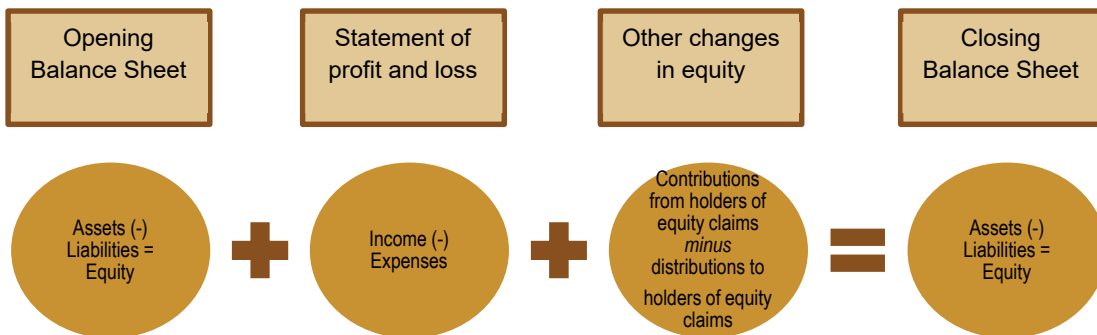 Opening
Balance Sheet
Statement of
profit and loss
Other changes
in equity
Closing
Balance Sheet
Assets (-)
Liabilities =
Equity
Income (-)
Expenses
Contributions
from holders of
equity claims
minus
distributions to
holders of equity
claims
Assets (-)
Liabilities =
Equity